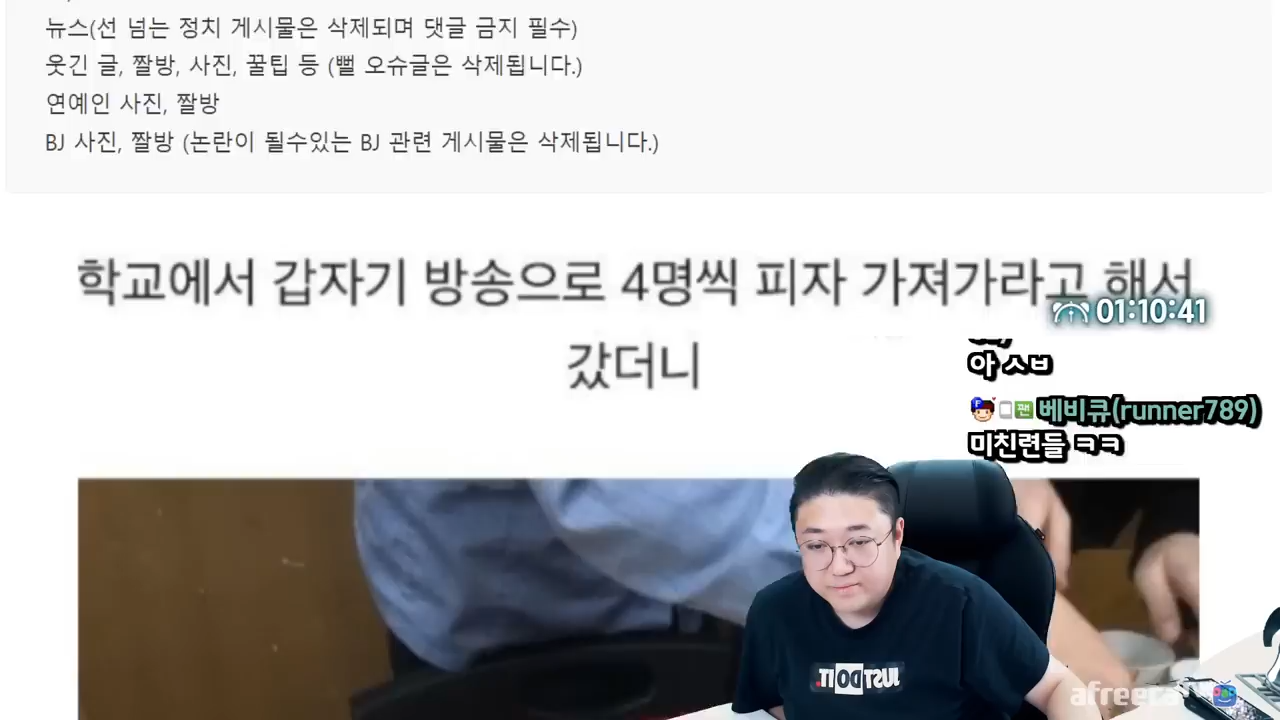 뉴스(선 넘는 정치 게시물은 삭제되며 댓글 금지 필수)
웃긴 글, 짤방, 사진, 꿀팁 등 (뻘 오슈글은 삭제됩니다.)
연예인 사진, 짤방
BJ 사진, 짤방 (논란이 될수있는 BJ 관련 게시물은 삭제됩니다.)
학교에서 갑자기 방송으로 4명씩 피자 가져가라고 해서
01:10:41
갔더니
아 ㅅㅂ
F 팬 베비큐(runner789)
미친련들 ㅋㅋ
JUST DO IT.
afreeca